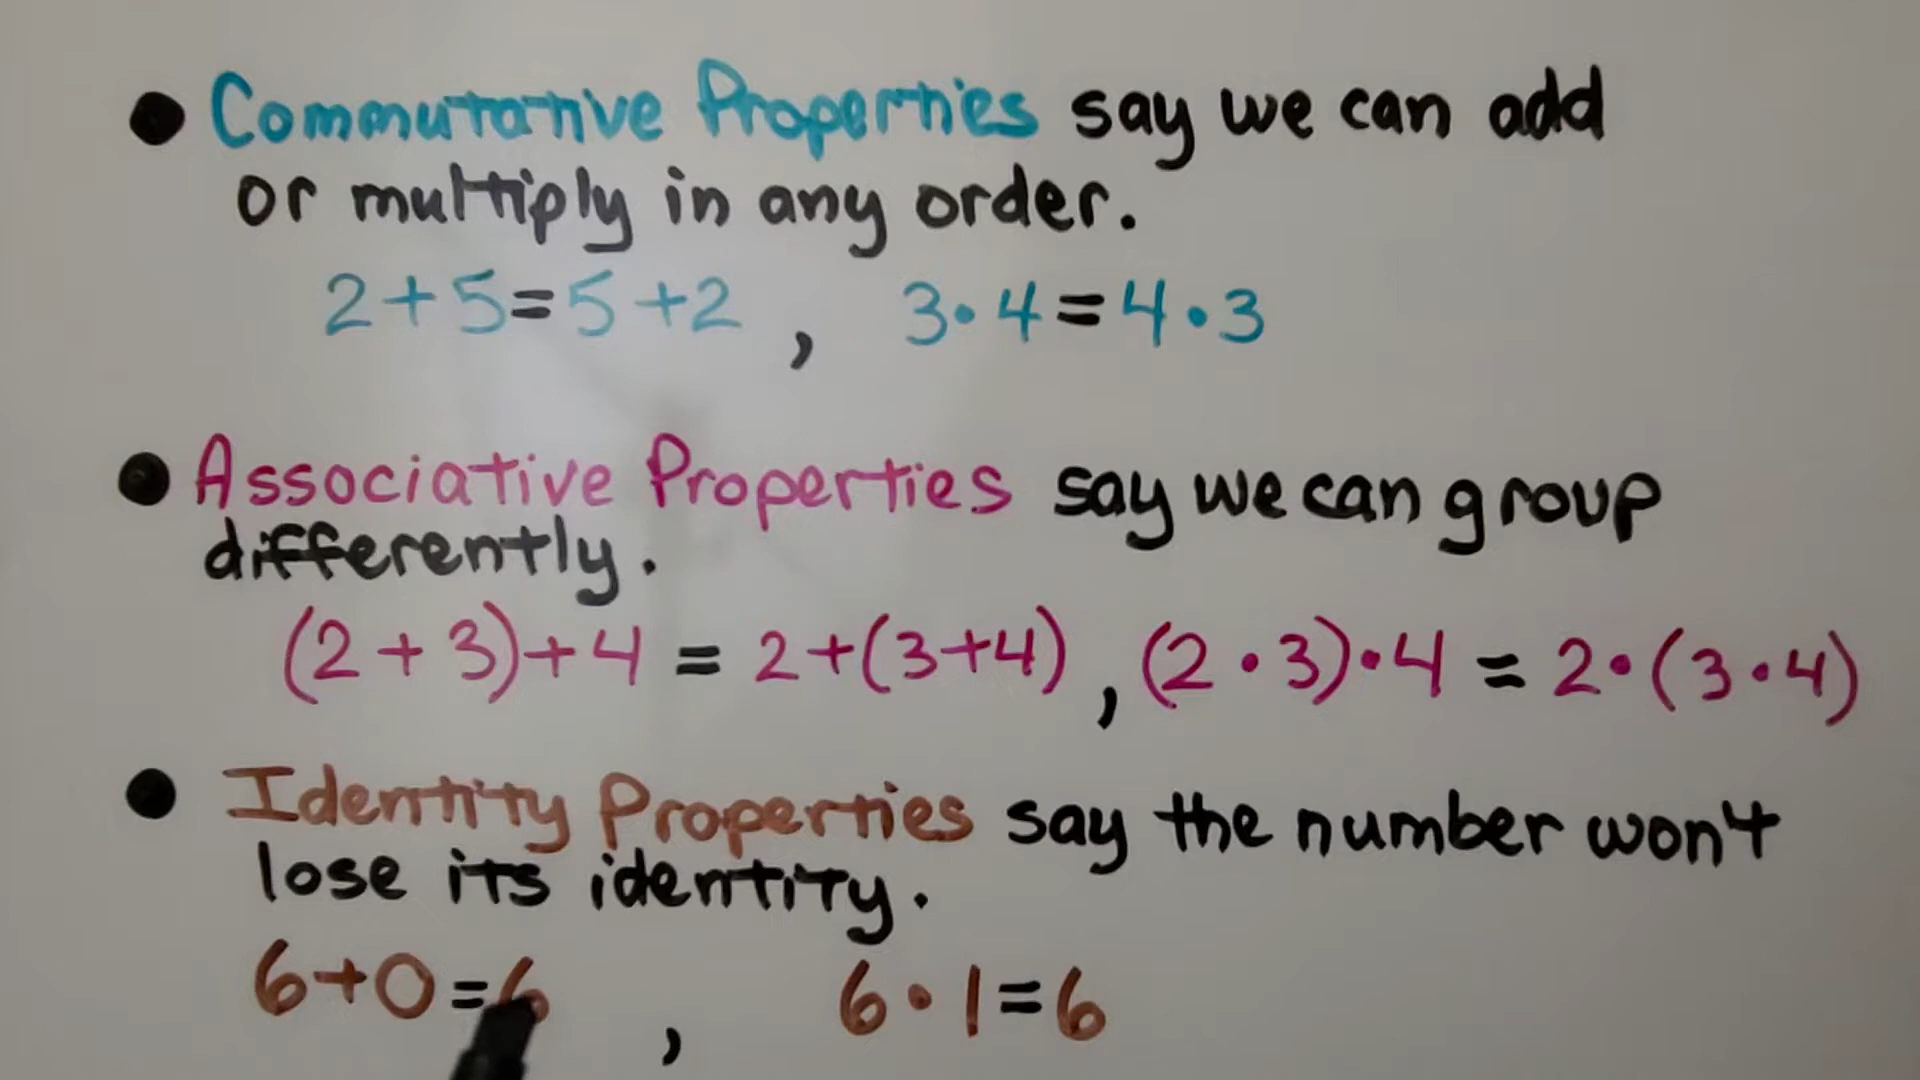 ● Commutative Properties say we can add
or multiply in any order.
2+5=5+2 , 3·4=4·3
● Associative Properties say we can group
differently.
(2+3)+4 = 2+(3+4) , (2·3)·4 = 2·(3·4)
● Identity Properties say the number won't
lose its identity.
6+0=6 , 6·1=6